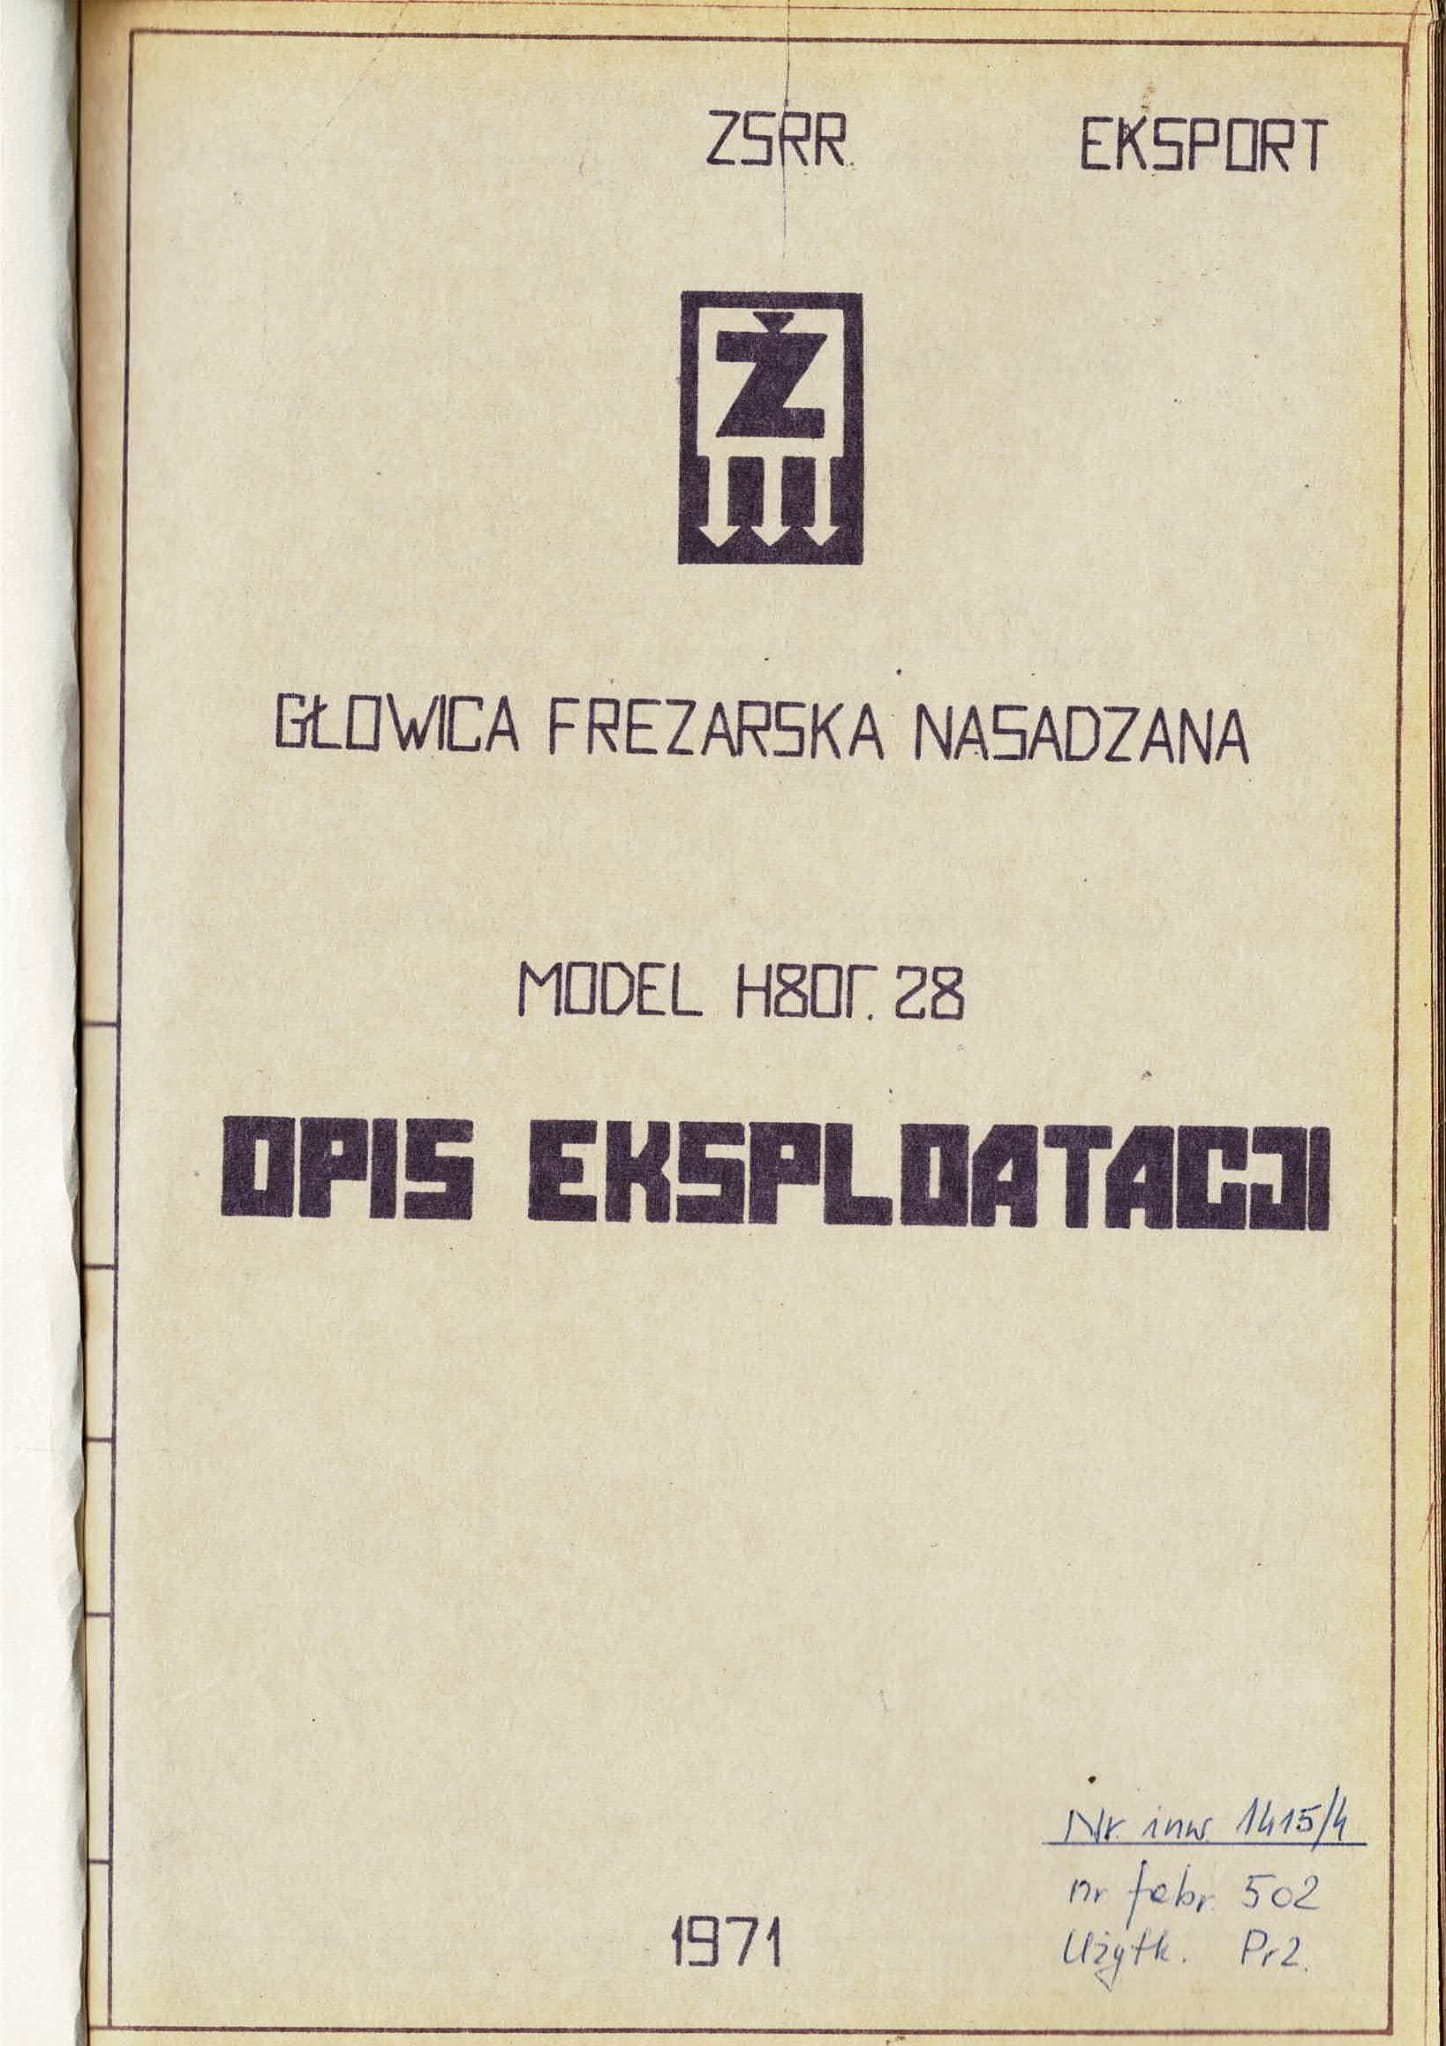 ZSRR EKSPORT
Ż
GŁOWICA FREZARSKA NASADZANA
MODEL H80Г.28
OPIS EKSPLOATACJI
Nr inw. 1415/4
nr fabr. 502
1971
Użytk. Pr2.